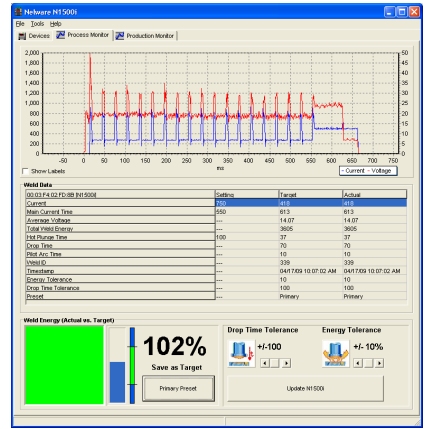 Nelware N1500i
File Tools Help
Devices Process Monitor Production Monitor
2,000 1,800 1,600 1,400 1,200 1,000 800 600 400 200 0
50 45 40 35 30 25 20 15 10 5 0
-50 0 50 100 150 200 250 300 350 400 450 500 550 600 650 700 750
ms
Show Labels
- Current - Voltage
Weld Data
00:03:F4:02:FD:8B [N1500i] Setting Target Actual
Current 750 418 418
Main Current Time 550 613 613
Average Voltage --- 14.07 14.07
Total Weld Energy --- 3605 3605
Hot Plunge Time 100 37 37
Drop Time --- 70 70
Pilot Arc Time --- 10 10
Weld ID --- 339 339
Timestamp --- 04/17/09 10:07:02 AM 04/17/09 10:07:02 AM
Energy Tolerance --- 10 10
Drop Time Tolerance --- 100 100
Preset --- Primary Primary
Weld Energy (Actual vs. Target)
102%
Save as Target
Primary Preset
Drop Time Tolerance
+/-100
Energy Tolerance
+/- 10%
Update N1500i